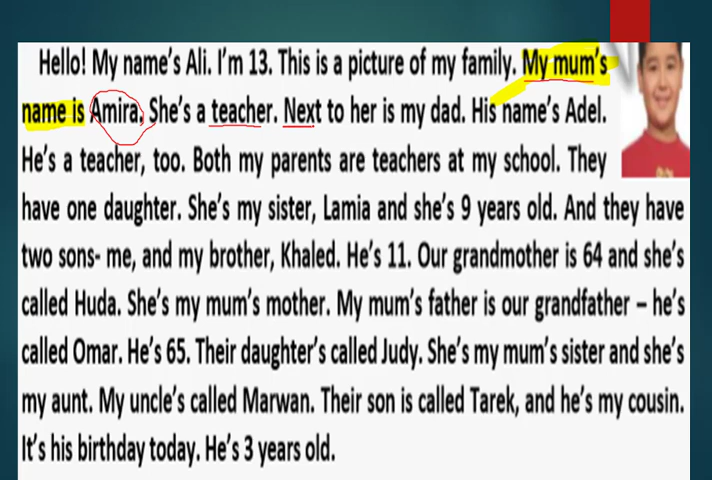 Hello! My name's Ali. I'm 13. This is a picture of my family. My mum's
name is Amira, She's a teacher. Next to her is my dad. His name's Adel.
He's a teacher, too. Both my parents are teachers at my school. They
have one daughter. She's my sister, Lamia and she's 9 years old. And they have
two sons- me, and my brother, Khaled. He's 11. Our grandmother is 64 and she's
called Huda. She's my mum's mother. My mum's father is our grandfather – he's
called Omar. He's 65. Their daughter's called Judy. She's my mum's sister and she's
my aunt. My uncle's called Marwan. Their son is called Tarek, and he's my cousin.
It's his birthday today. He's 3 years old.